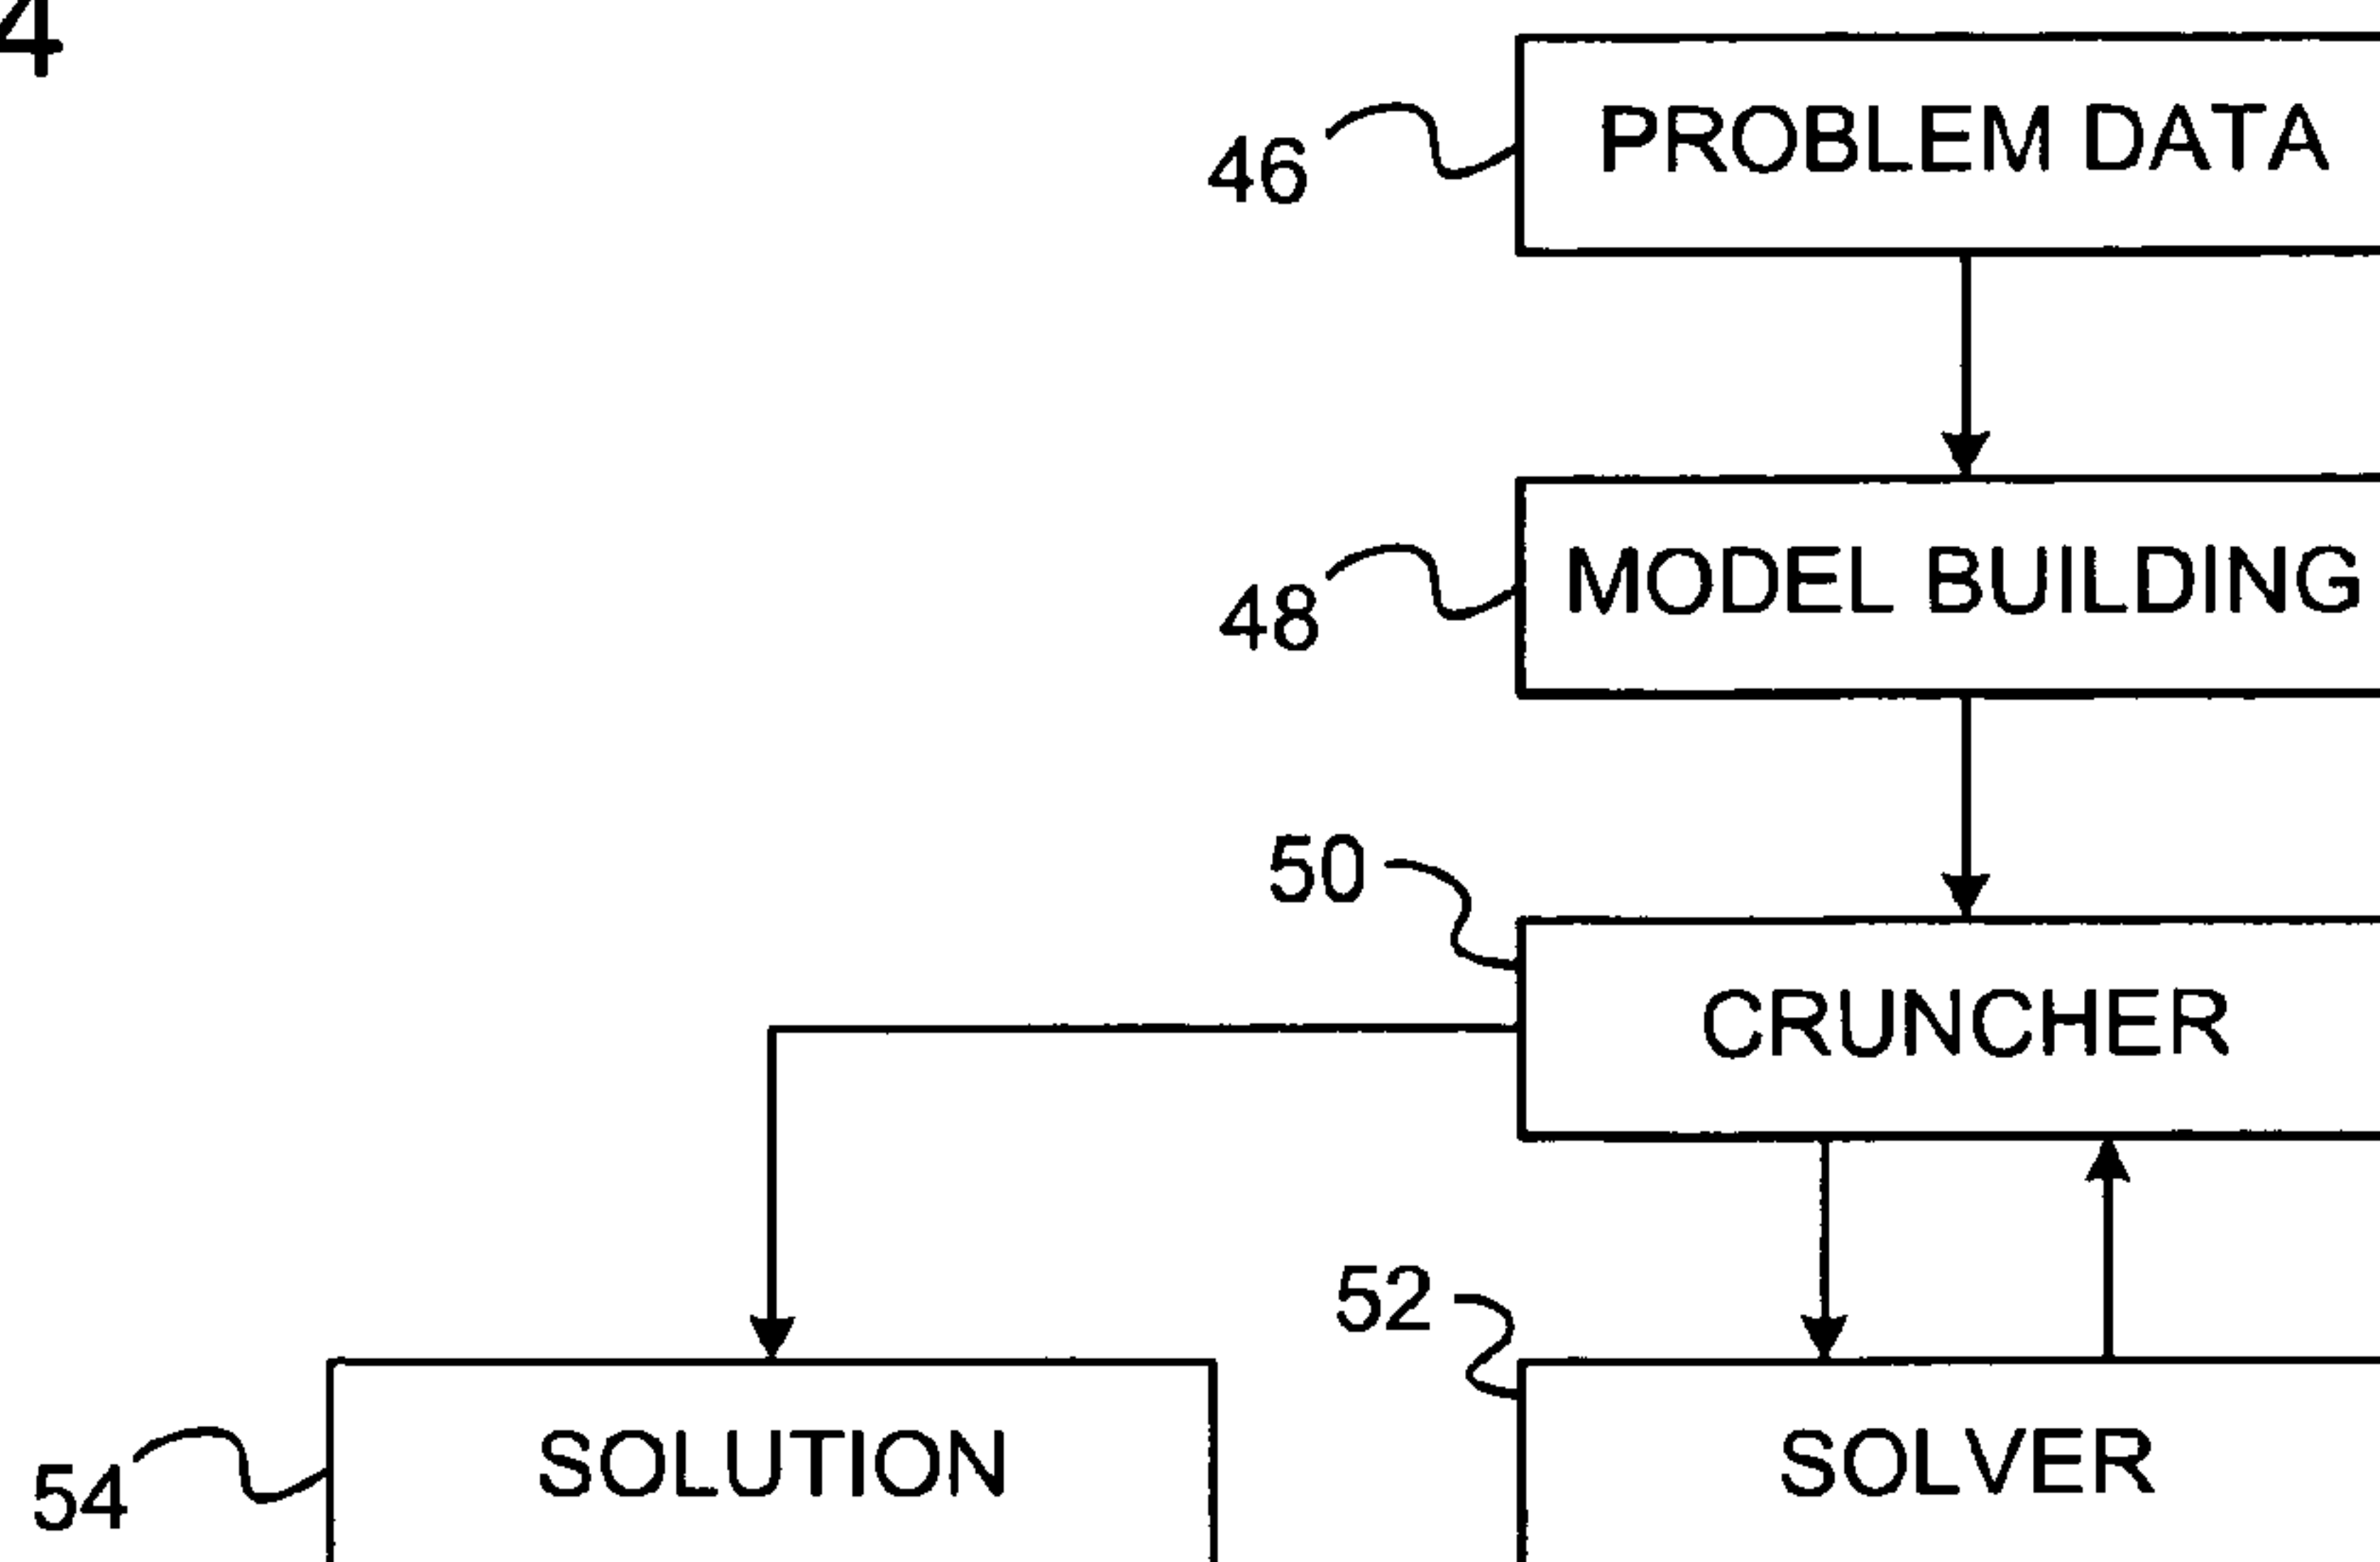 4
PROBLEM DATA
46
MODEL BUILDING
48
50
CRUNCHER
52
SOLUTION
SOLVER
54